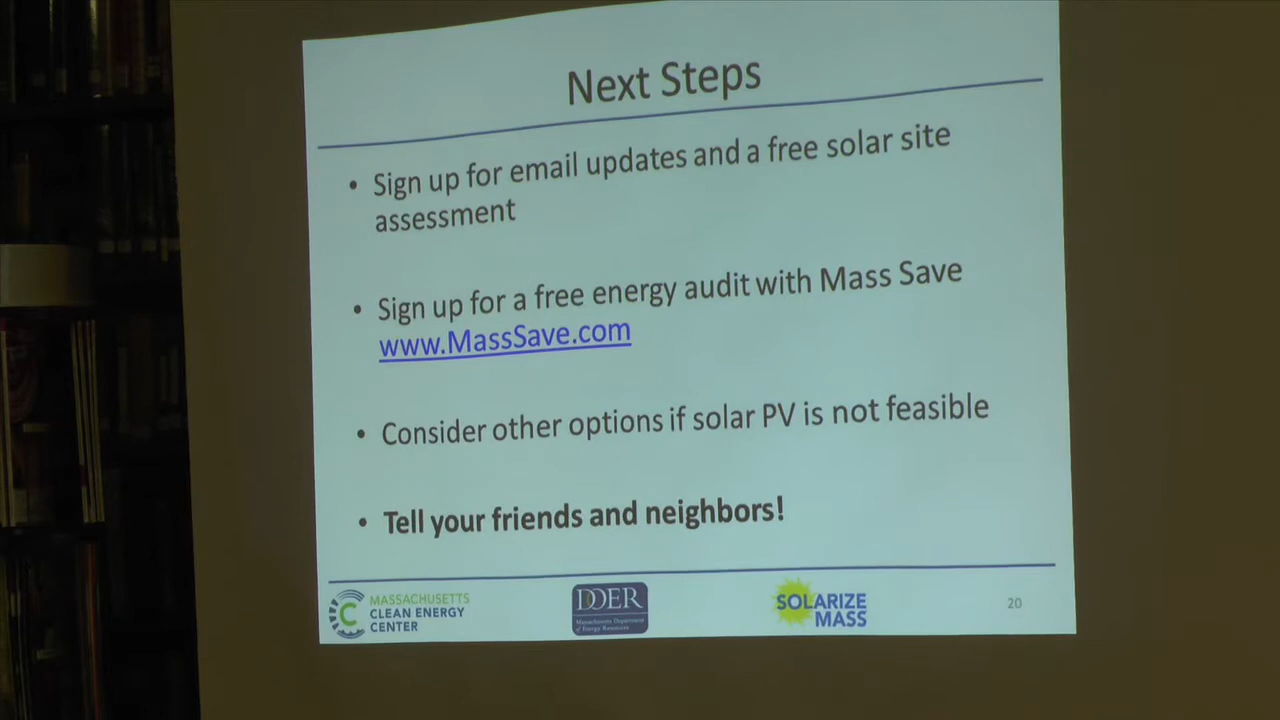 Next Steps
• Sign up for email updates and a free solar site
assessment
• Sign up for a free energy audit with Mass Save
www.MassSave.com
• Consider other options if solar PV is not feasible
• Tell your friends and neighbors!
MASSACHUSETTS
CLEAN ENERGY
CENTER
DOER
Massachusetts Department
of Energy Resources
SOLARIZE
MASS
20